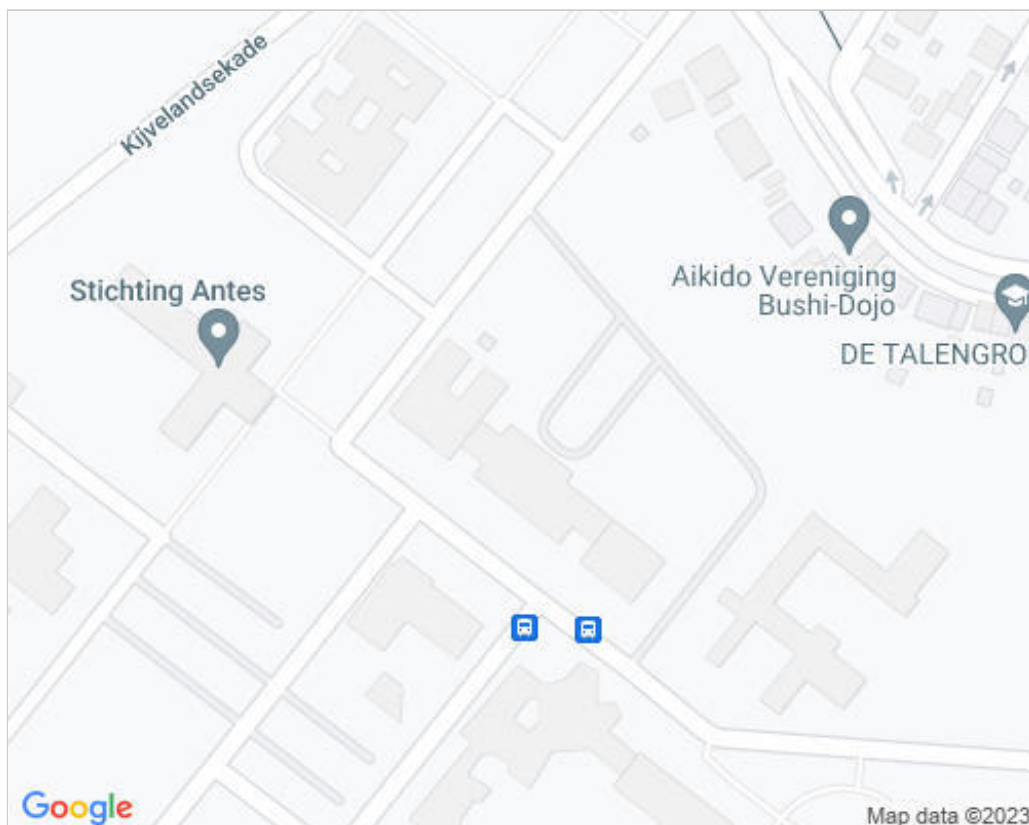 Kijvelandsekade
Stichting Antes
Aikido Vereniging
Bushi-Dojo
DE TALENGRO
Google
Map data ©2023